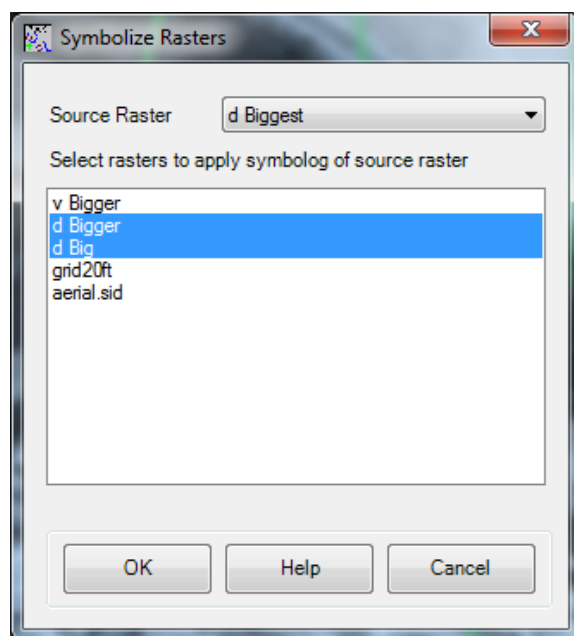 Symbolize Rasters
Source Raster d Biggest
Select rasters to apply symbolog of source raster
v Bigger
d Bigger
d Big
grid20ft
aerial.sid
OK Help Cancel